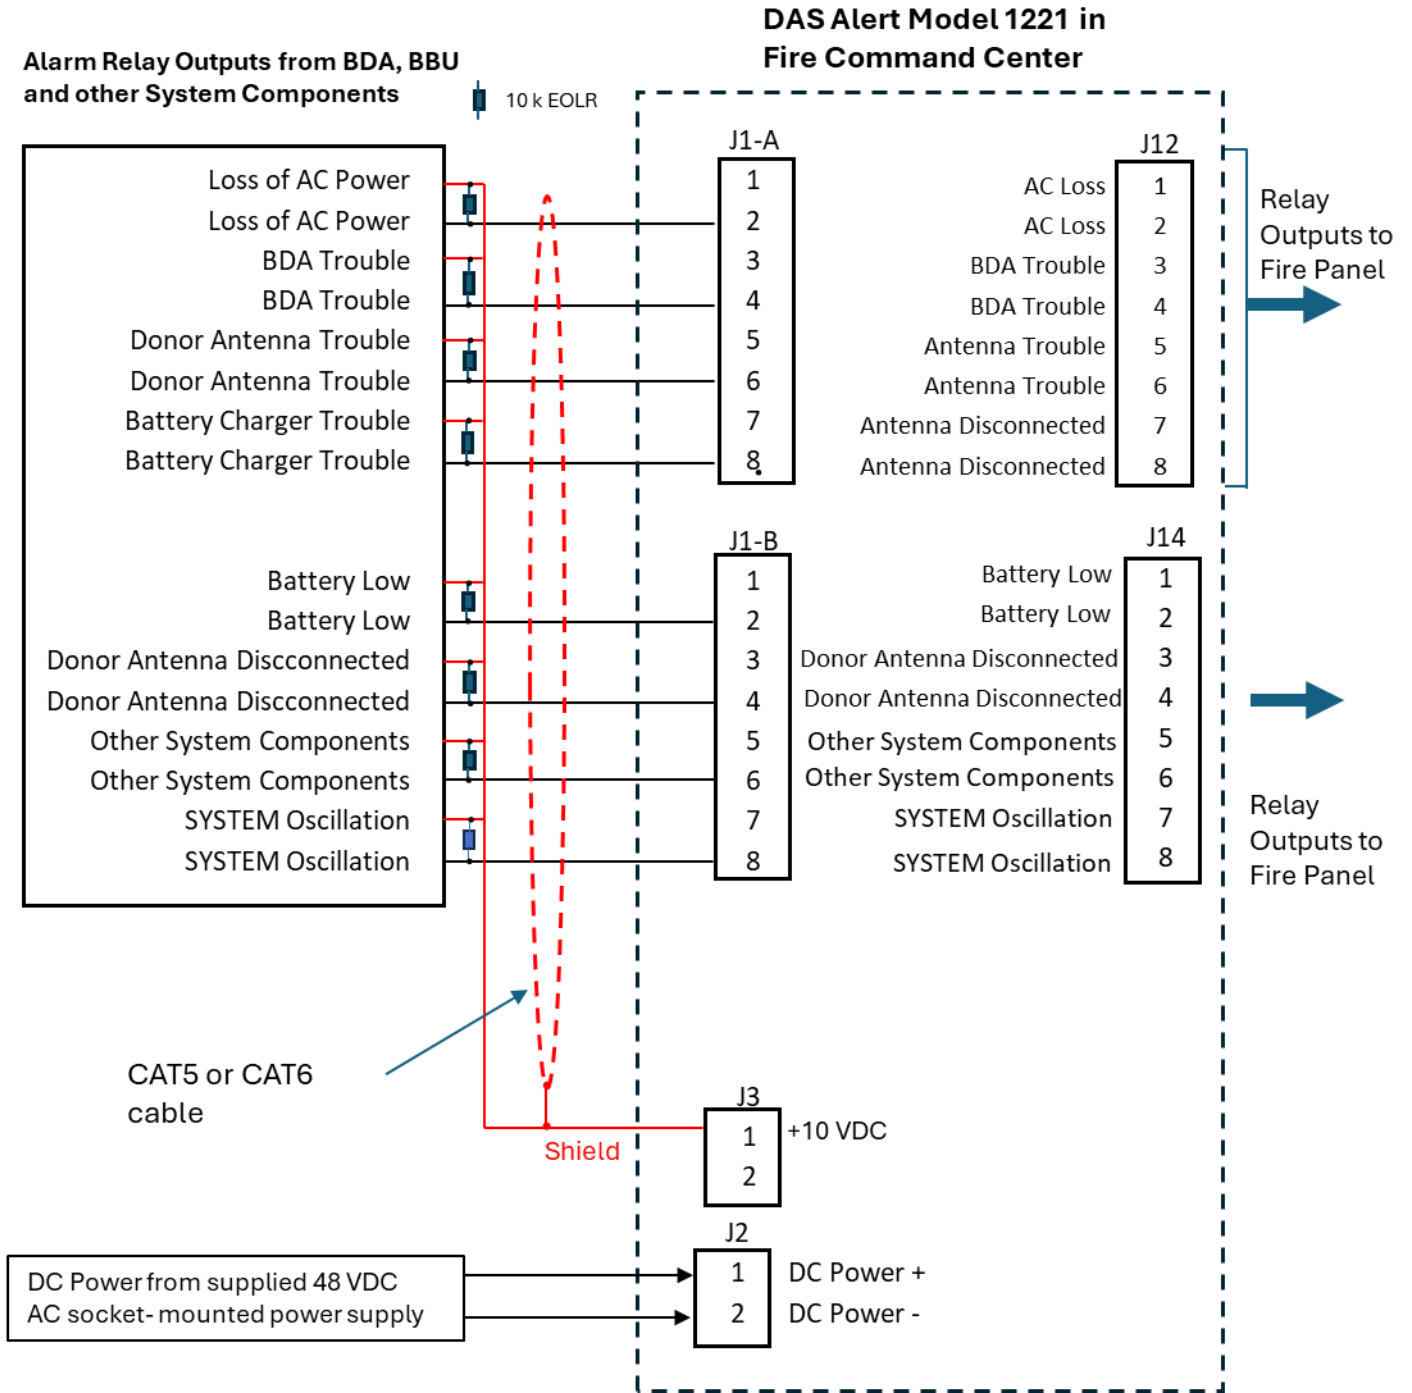 DAS Alert Model 1221 in
Fire Command Center
Alarm Relay Outputs from BDA, BBU
and other System Components
10 k EOLR
Loss of AC Power
Loss of AC Power
BDA Trouble
BDA Trouble
Donor Antenna Trouble
Donor Antenna Trouble
Battery Charger Trouble
Battery Charger Trouble
Battery Low
Battery Low
Donor Antenna Discconnected
Donor Antenna Discconnected
Other System Components
Other System Components
SYSTEM Oscillation
SYSTEM Oscillation
J1-A
1
2
3
4
5
6
7
8
J12
AC Loss 1
AC Loss 2
BDA Trouble 3
BDA Trouble 4
Antenna Trouble 5
Antenna Trouble 6
Antenna Disconnected 7
Antenna Disconnected 8
Relay
Outputs to
Fire Panel
J1-B
1
2
3
4
5
6
7
8
J14
Battery Low 1
Battery Low 2
Donor Antenna Disconnected 3
Donor Antenna Disconnected 4
Other System Components 5
Other System Components 6
SYSTEM Oscillation 7
SYSTEM Oscillation 8
Relay
Outputs to
Fire Panel
CAT5 or CAT6
cable
Shield
J3
1 +10 VDC
2
J2
1 DC Power +
2 DC Power -
DC Power from supplied 48 VDC
AC socket- mounted power supply